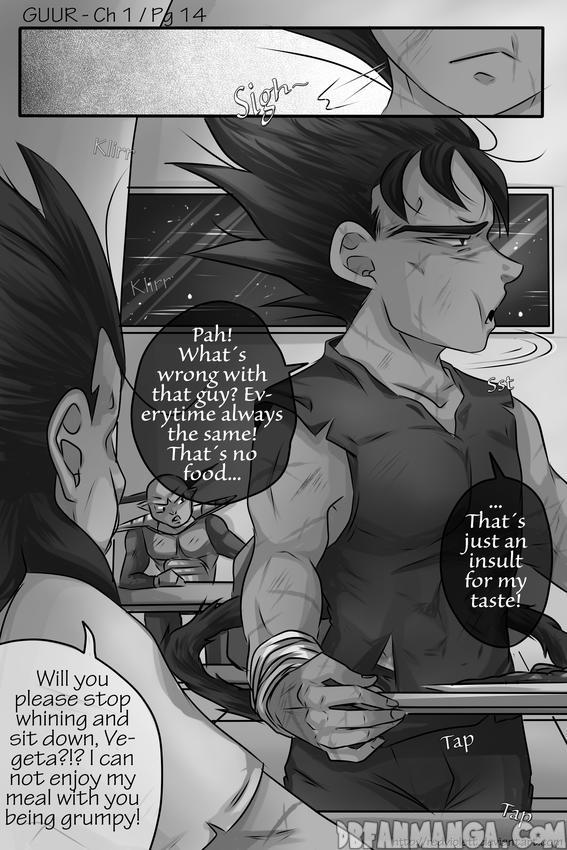 GUUR - Ch 1 / Pg 14
Sigh~
Klirr
Klirr
Pah!
What´s
wrong with
that guy? Ev-
erytime always
the same!
That´s no
food...
Sst
...
That´s
just an
insult
for my
taste!
Will you
please stop
whining and
sit down, Ve-
geta?!? I can
not enjoy my
meal with you
being grumpy!
Tap
Tap
DBFANMANGA.COM